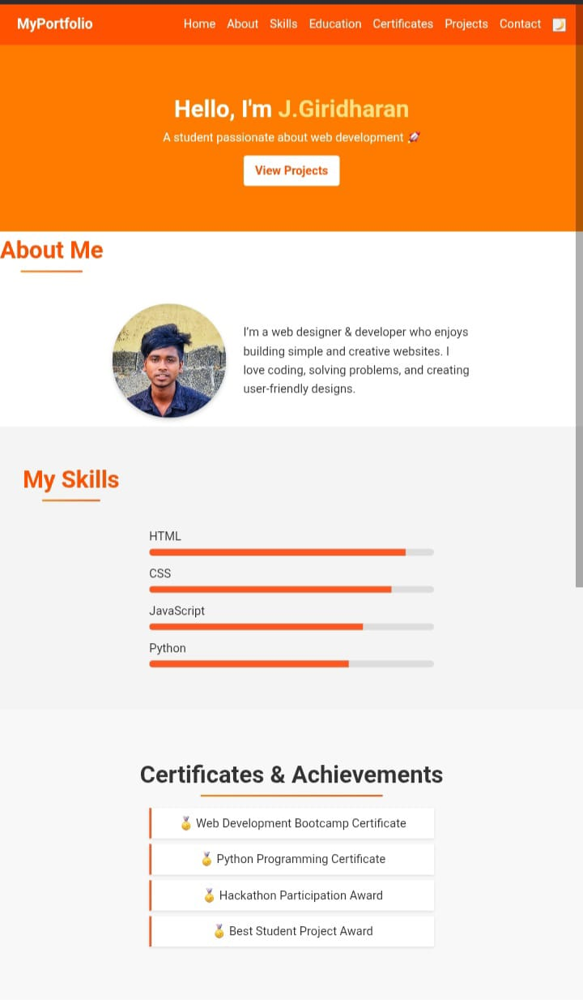 MyPortfolio
Home About Skills Education Certificates Projects Contact 🌙
Hello, I'm J.Giridharan
A student passionate about web development 🚀
View Projects
About Me
I'm a web designer & developer who enjoys
building simple and creative websites. I
love coding, solving problems, and creating
user-friendly designs.
My Skills
HTML
CSS
JavaScript
Python
Certificates & Achievements
🏅 Web Development Bootcamp Certificate
🏅 Python Programming Certificate
🏅 Hackathon Participation Award
🏅 Best Student Project Award